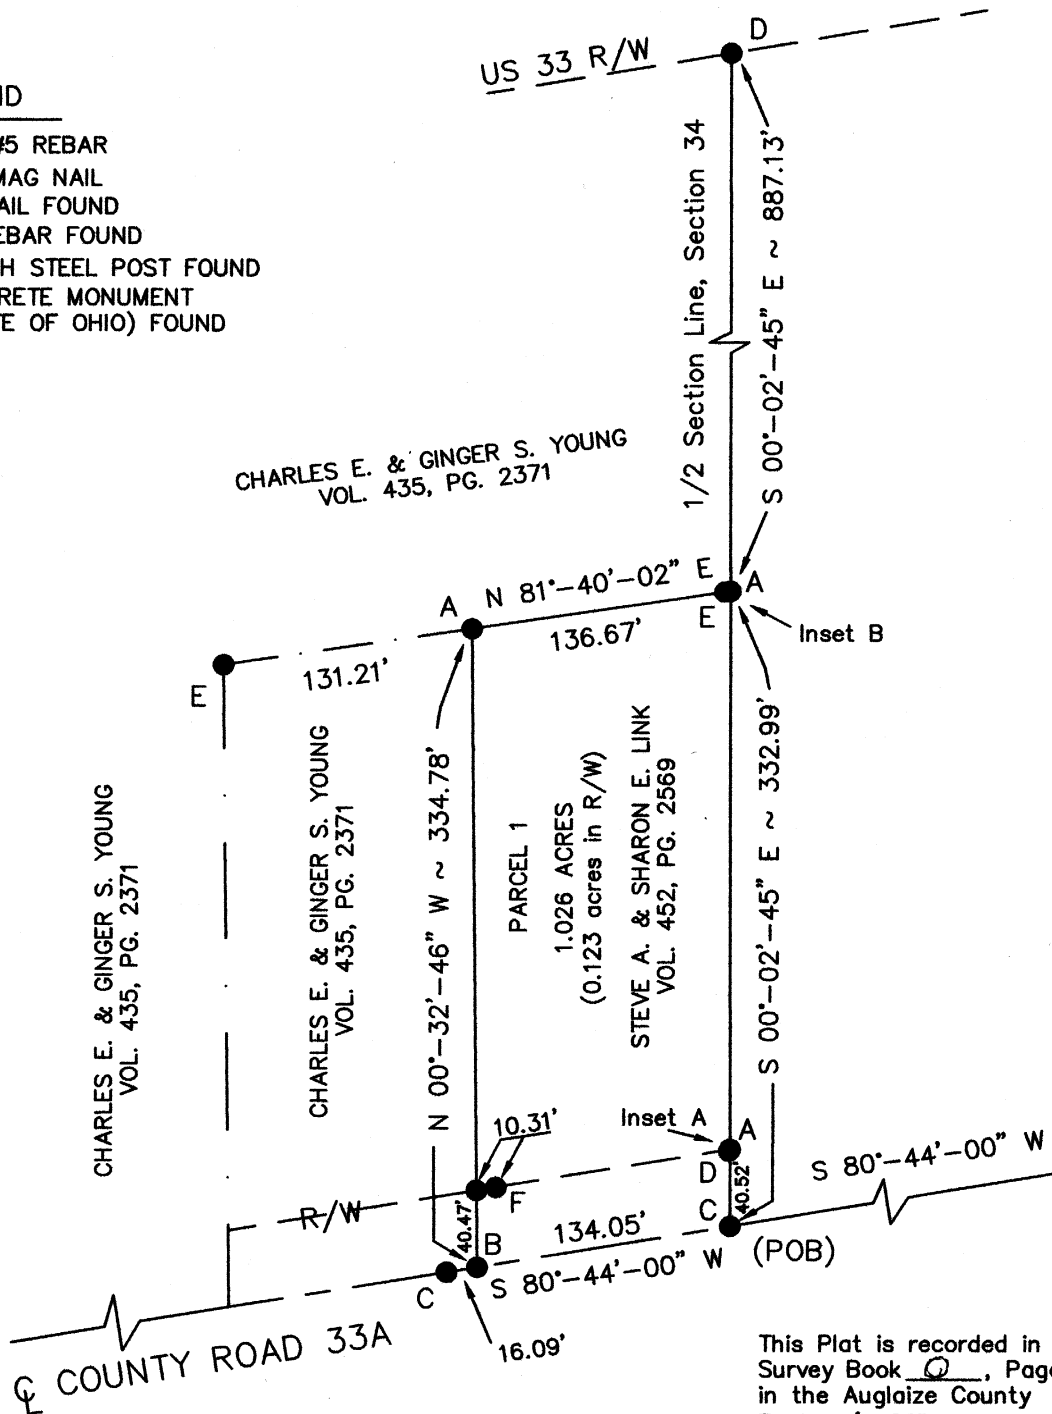 D
US 33 R/W
#5 REBAR
MAG NAIL
FOUND
FOUND
STEEL POST FOUND
MONUMENT
OF OHIO) FOUND
1/2 Section Line, Section 34
S 00°-02'-45" E ~ 887.13'
CHARLES E. & GINGER S. YOUNG
VOL. 435, PG. 2371
A
N 81°-40'-02" E
A
E
136.67'
Inset B
E
131.21'
CHARLES E. & GINGER S. YOUNG
VOL. 435, PG. 2371
CHARLES E. & GINGER S. YOUNG
VOL. 435, PG. 2371
N 00°-32'-46" W ~ 334.78'
PARCEL 1
1.026 ACRES
(0.123 acres in R/W)
STEVE A. & SHARON E. LINK
VOL. 452, PG. 2569
S 00°-02'-45" E ~ 332.99'
10.31'
Inset A
A
D
40.52'
C
S 80°-44'-00" W
F
R/W
40.47'
B
134.05'
S 80°-44'-00" W
(POB)
C
16.09'
℄ COUNTY ROAD 33A
This Plat is recorded in
Survey Book Q, Page
in the Auglaize County